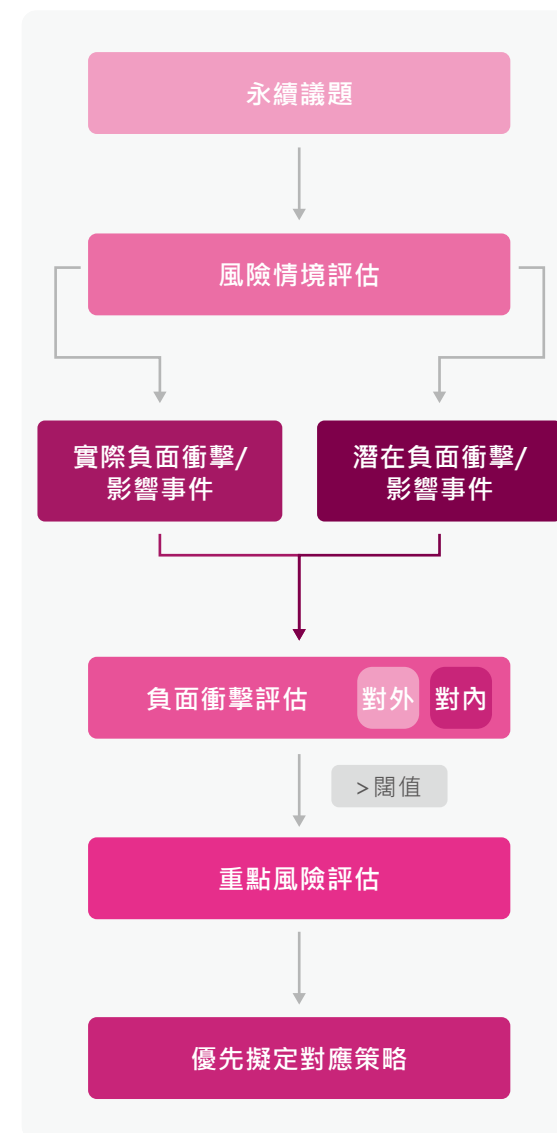 永續議題
風險情境評估
實際負面衝擊/
影響事件
潛在負面衝擊/
影響事件
負面衝擊評估 對外 對內
>闊值
重點風險評估
優先擬定對應策略